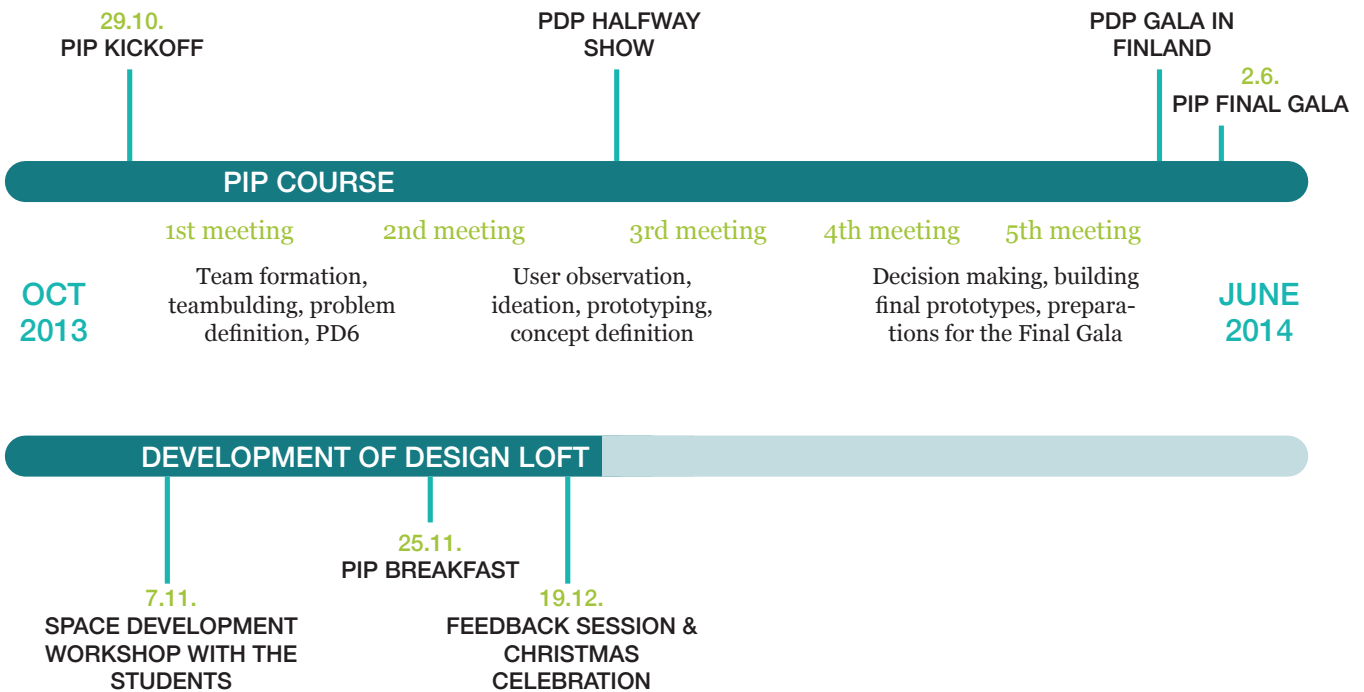 29.10.
PIP KICKOFF
PDP HALFWAY
SHOW
PDP GALA IN
FINLAND
2.6.
PIP FINAL GALA
PIP COURSE
1st meeting
2nd meeting
3rd meeting
4th meeting
5th meeting
OCT
2013
Team formation,
teambulding, problem
definition, PD6
User observation,
ideation, prototyping,
concept definition
Decision making, building
final prototypes, prepara-
tions for the Final Gala
JUNE
2014
DEVELOPMENT OF DESIGN LOFT
25.11.
PIP BREAKFAST
7.11.
SPACE DEVELOPMENT
WORKSHOP WITH THE
STUDENTS
19.12.
FEEDBACK SESSION &
CHRISTMAS
CELEBRATION